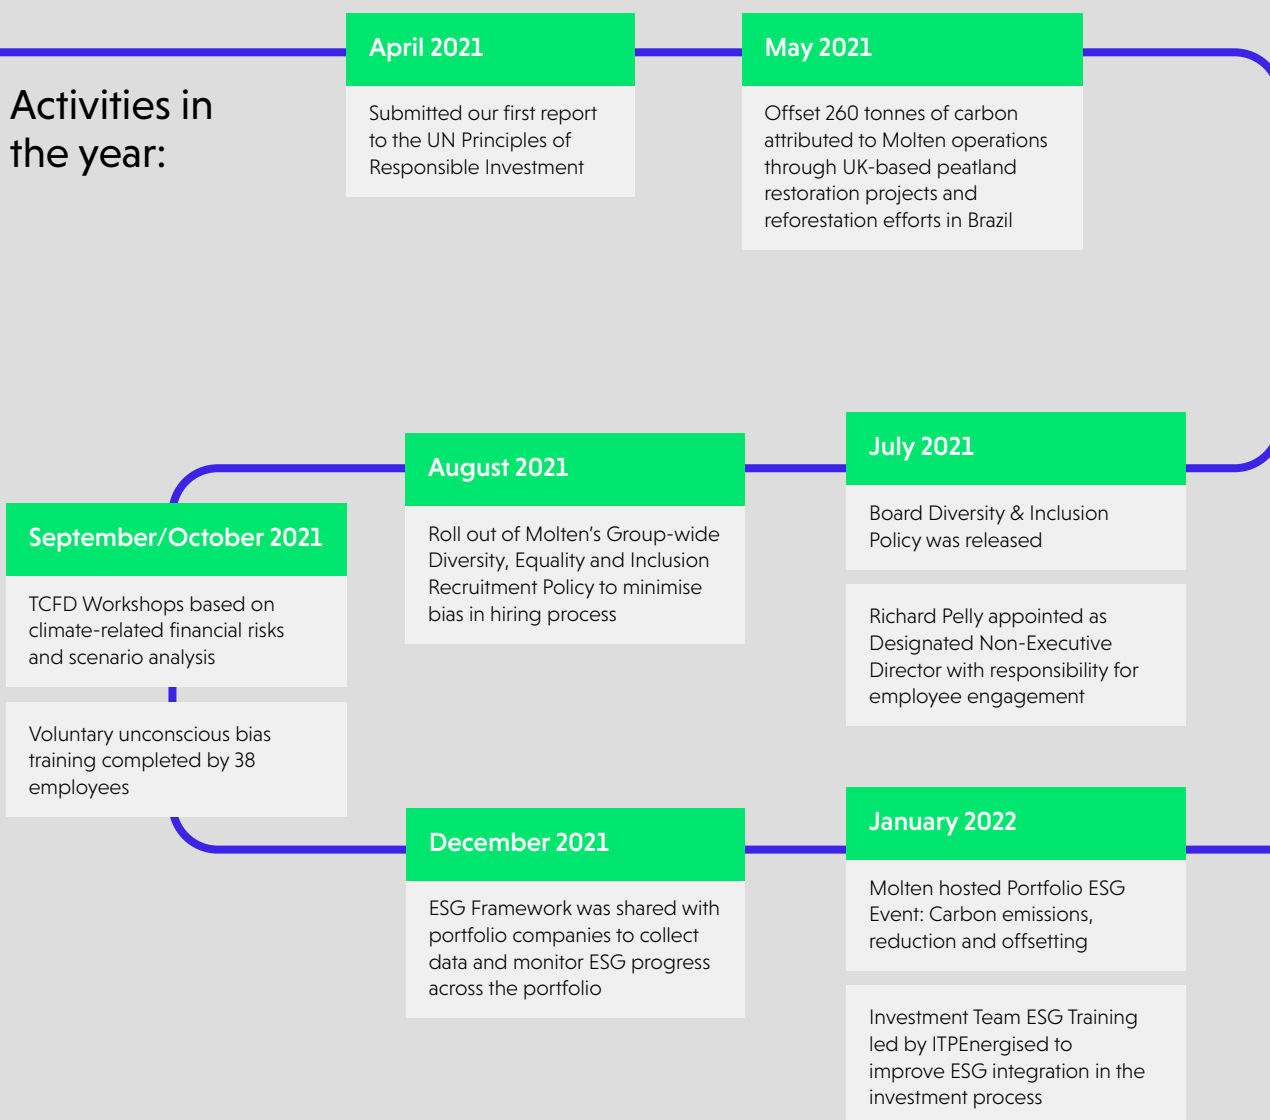 Activities in
the year:
April 2021
Submitted our first report
to the UN Principles of
Responsible Investment
May 2021
Offset 260 tonnes of carbon
attributed to Molten operations
through UK-based peatland
restoration projects and
reforestation efforts in Brazil
July 2021
Board Diversity & Inclusion
Policy was released
Richard Pelly appointed as
Designated Non-Executive
Director with responsibility for
employee engagement
August 2021
Roll out of Molten’s Group-wide
Diversity, Equality and Inclusion
Recruitment Policy to minimise
bias in hiring process
September/October 2021
TCFD Workshops based on
climate-related financial risks
and scenario analysis
Voluntary unconscious bias
training completed by 38
employees
December 2021
ESG Framework was shared with
portfolio companies to collect
data and monitor ESG progress
across the portfolio
January 2022
Molten hosted Portfolio ESG
Event: Carbon emissions,
reduction and offsetting
Investment Team ESG Training
led by ITPEnergised to
improve ESG integration in the
investment process